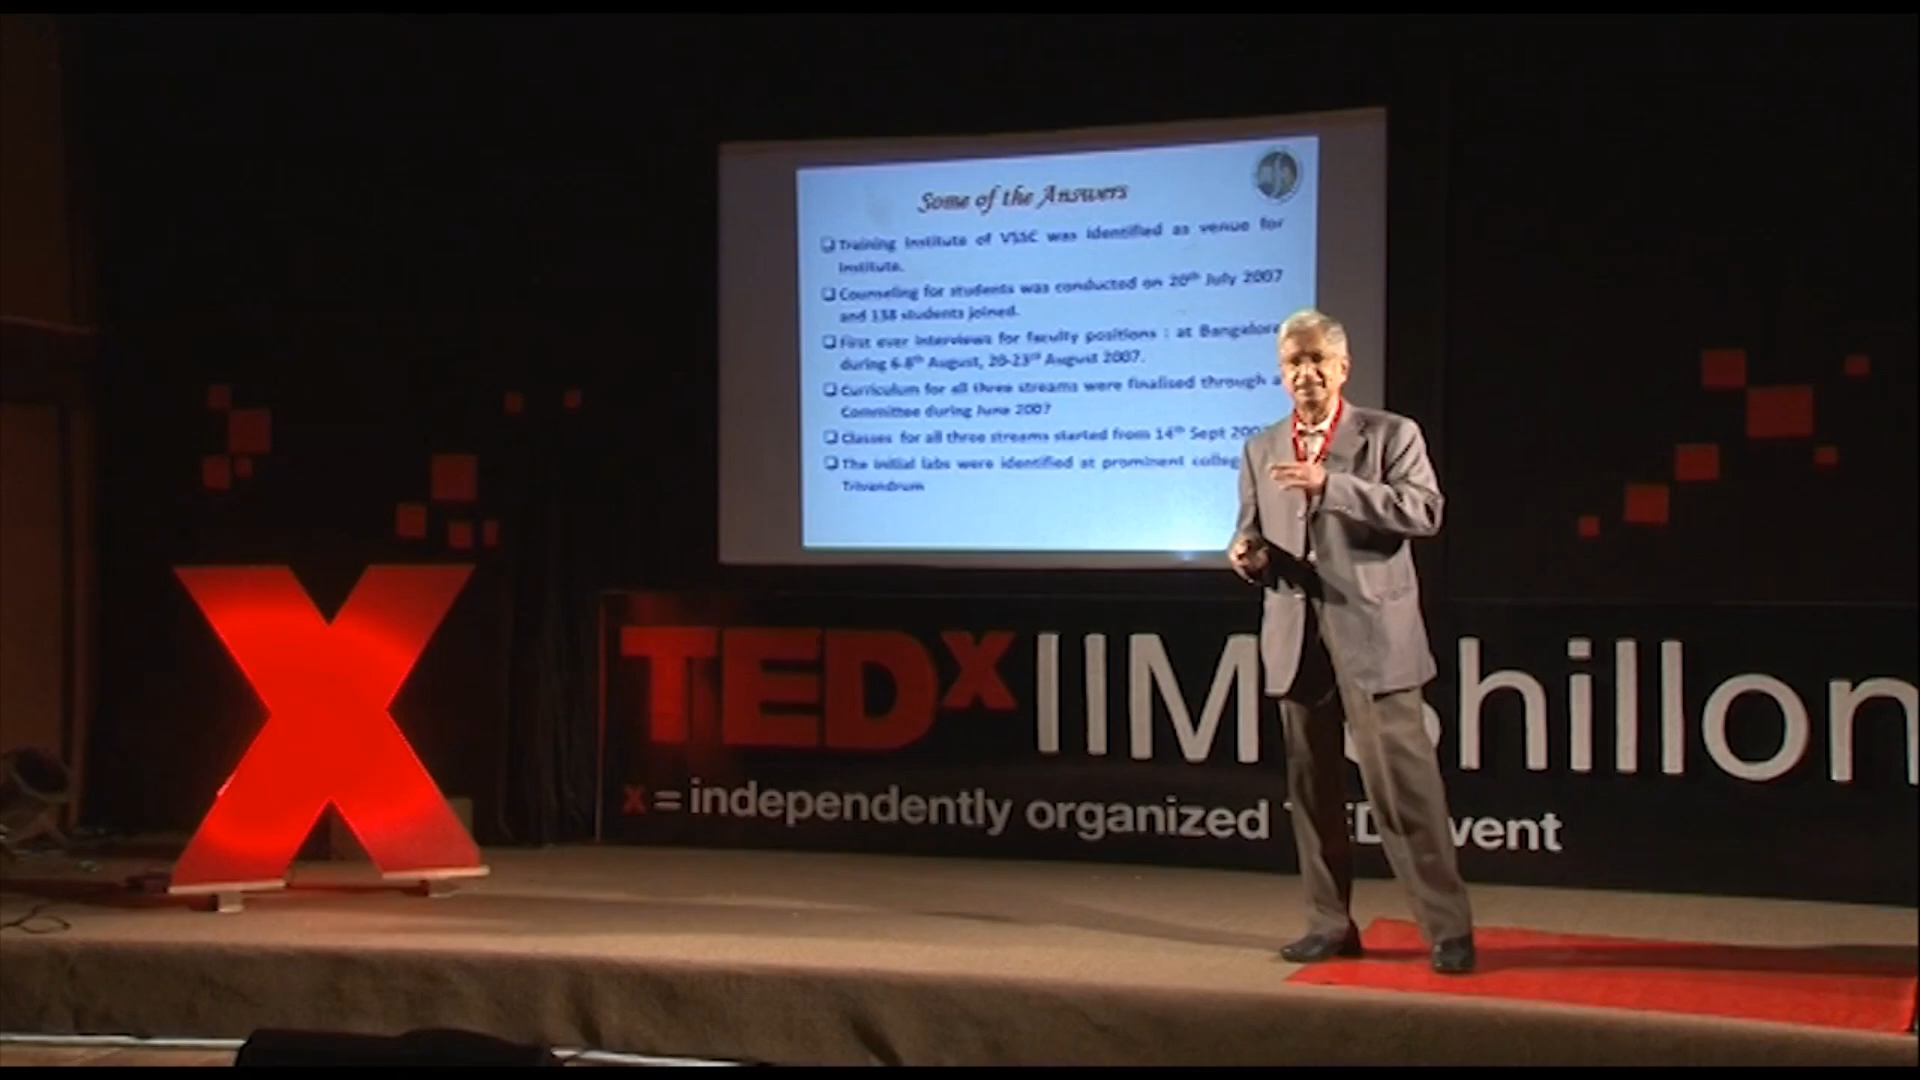 Some of the Answers
Training Institute of VSSC was identified as venue for
Institute.
Counseling for students was conducted on 20th July 2007
and 138 students joined.
First ever interviews for faculty positions : at Bangalore
during 6-8th August, 20-23rd August 2007.
Curriculum for all three streams were finalised through a
Committee during June 2007
Classes for all three streams started from 14th Sept 200
The initial labs were identified at prominent colleg
Trivandrum
X
TEDx IIM Shillon
x = independently organized TED event